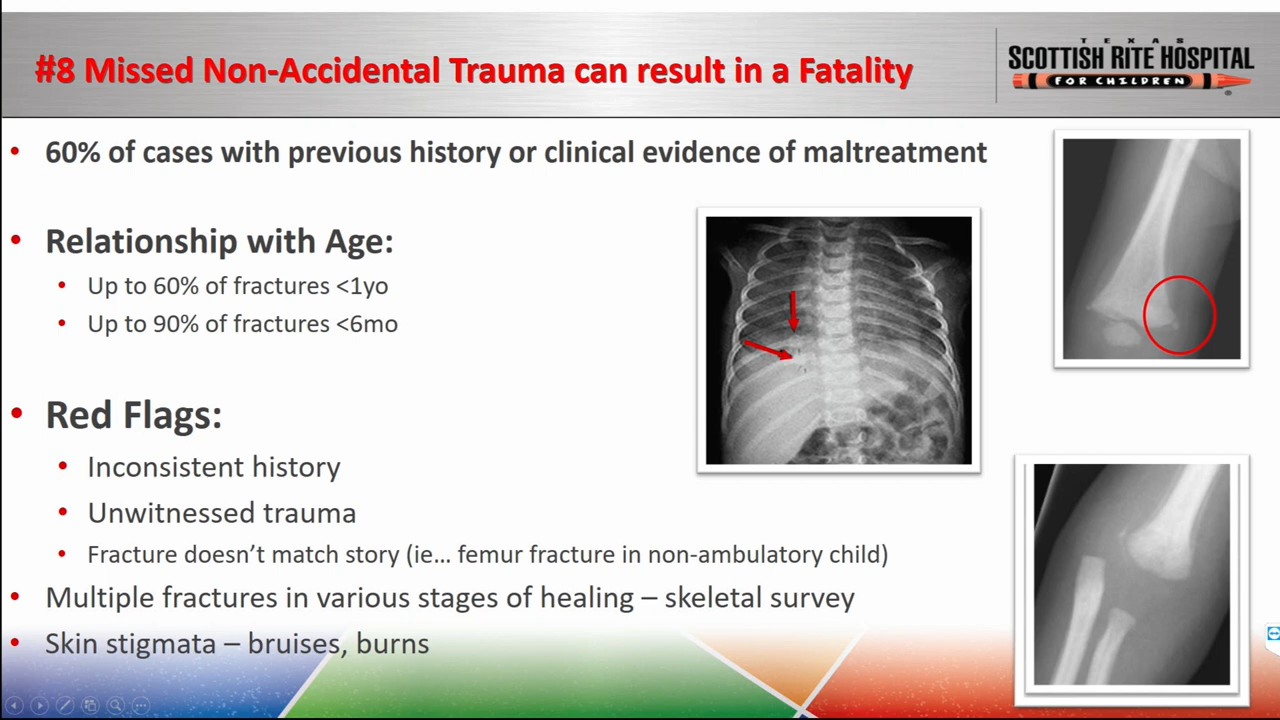 #8 Missed Non-Accidental Trauma can result in a Fatality
TEXAS
SCOTTISH RITE HOSPITAL
FOR CHILDREN
®
• 60% of cases with previous history or clinical evidence of maltreatment
• Relationship with Age:
• Up to 60% of fractures <1yo
• Up to 90% of fractures <6mo
• Red Flags:
• Inconsistent history
• Unwitnessed trauma
• Fracture doesn’t match story (ie… femur fracture in non-ambulatory child)
• Multiple fractures in various stages of healing – skeletal survey
• Skin stigmata – bruises, burns